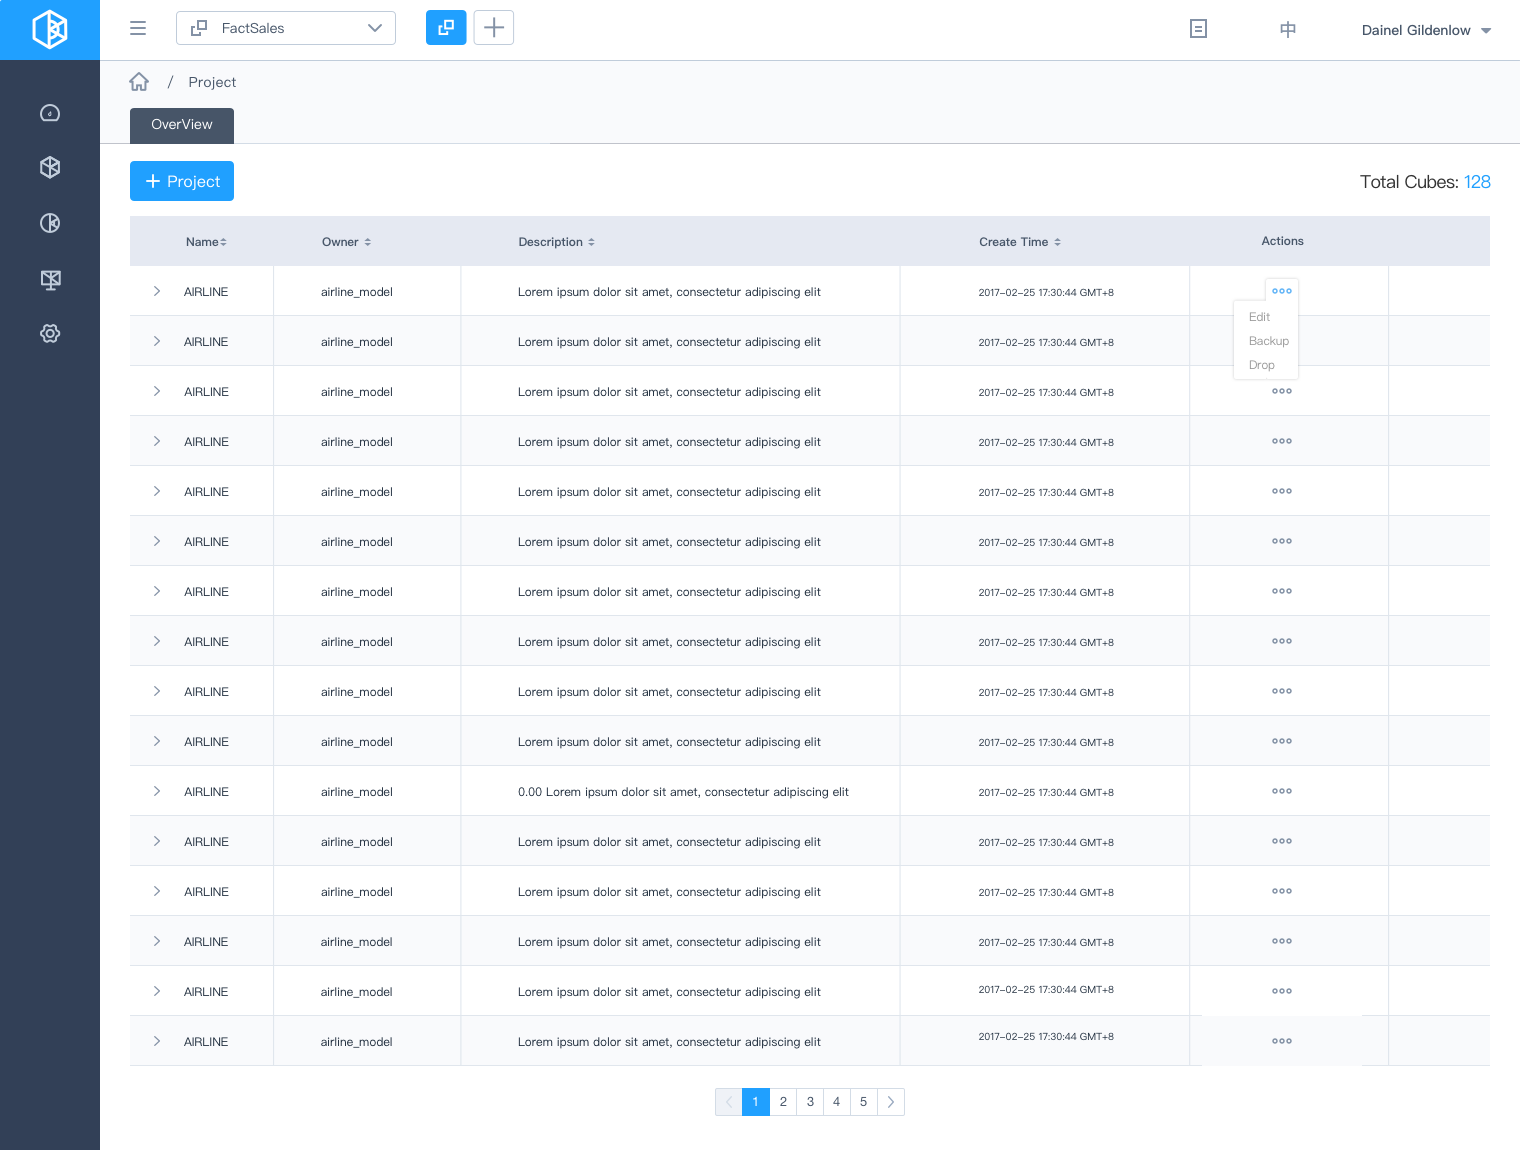 FactSales
中
Dainel Gildenlow
/ Project
OverView
+ Project
Total Cubes: 128
Name Owner Description Create Time Actions
AIRLINE airline_model Lorem ipsum dolor sit amet, consectetur adipiscing elit 2017-02-25 17:30:44 GMT+8
Edit
AIRLINE airline_model Lorem ipsum dolor sit amet, consectetur adipiscing elit 2017-02-25 17:30:44 GMT+8 Backup
Drop
AIRLINE airline_model Lorem ipsum dolor sit amet, consectetur adipiscing elit 2017-02-25 17:30:44 GMT+8
AIRLINE airline_model Lorem ipsum dolor sit amet, consectetur adipiscing elit 2017-02-25 17:30:44 GMT+8
AIRLINE airline_model Lorem ipsum dolor sit amet, consectetur adipiscing elit 2017-02-25 17:30:44 GMT+8
AIRLINE airline_model Lorem ipsum dolor sit amet, consectetur adipiscing elit 2017-02-25 17:30:44 GMT+8
AIRLINE airline_model Lorem ipsum dolor sit amet, consectetur adipiscing elit 2017-02-25 17:30:44 GMT+8
AIRLINE airline_model Lorem ipsum dolor sit amet, consectetur adipiscing elit 2017-02-25 17:30:44 GMT+8
AIRLINE airline_model Lorem ipsum dolor sit amet, consectetur adipiscing elit 2017-02-25 17:30:44 GMT+8
AIRLINE airline_model Lorem ipsum dolor sit amet, consectetur adipiscing elit 2017-02-25 17:30:44 GMT+8
AIRLINE airline_model 0.00 Lorem ipsum dolor sit amet, consectetur adipiscing elit 2017-02-25 17:30:44 GMT+8
AIRLINE airline_model Lorem ipsum dolor sit amet, consectetur adipiscing elit 2017-02-25 17:30:44 GMT+8
AIRLINE airline_model Lorem ipsum dolor sit amet, consectetur adipiscing elit 2017-02-25 17:30:44 GMT+8
AIRLINE airline_model Lorem ipsum dolor sit amet, consectetur adipiscing elit 2017-02-25 17:30:44 GMT+8
AIRLINE airline_model Lorem ipsum dolor sit amet, consectetur adipiscing elit 2017-02-25 17:30:44 GMT+8
AIRLINE airline_model Lorem ipsum dolor sit amet, consectetur adipiscing elit 2017-02-25 17:30:44 GMT+8
1 2 3 4 5